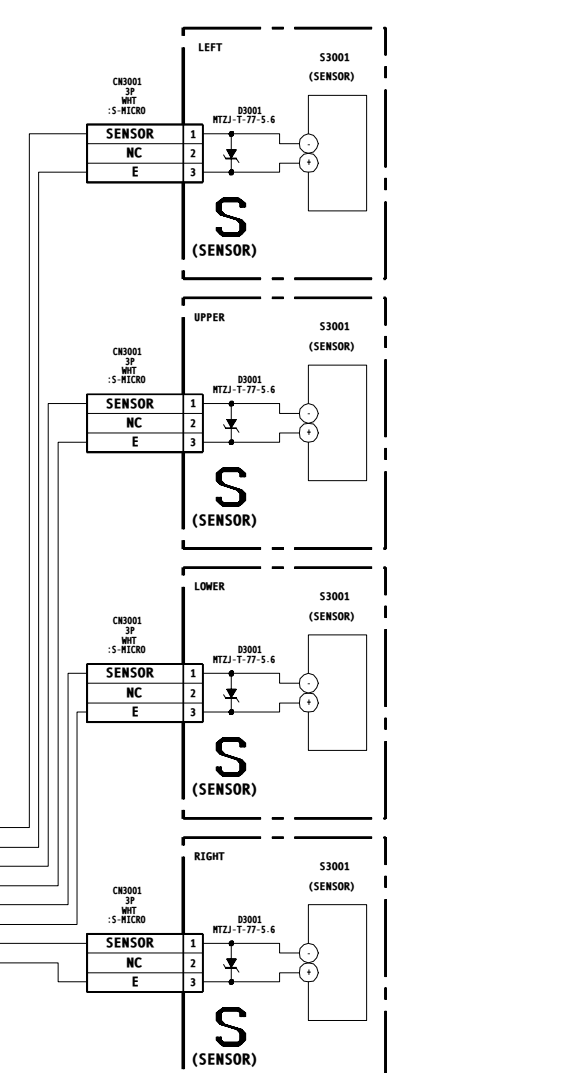 LEFT
S3001
(SENSOR)
CN3001
3P
WHT
:S-MICRO
D3001
MTZJ-T-77-5.6
SENSOR 1
NC 2
E 3
-
+
S
(SENSOR)
UPPER
S3001
(SENSOR)
CN3001
3P
WHT
:S-MICRO
D3001
MTZJ-T-77-5.6
SENSOR 1
NC 2
E 3
-
+
S
(SENSOR)
LOWER
S3001
(SENSOR)
CN3001
3P
WHT
:S-MICRO
D3001
MTZJ-T-77-5.6
SENSOR 1
NC 2
E 3
-
+
S
(SENSOR)
RIGHT
S3001
(SENSOR)
CN3001
3P
WHT
:S-MICRO
D3001
MTZJ-T-77-5.6
SENSOR 1
NC 2
E 3
-
+
S
(SENSOR)